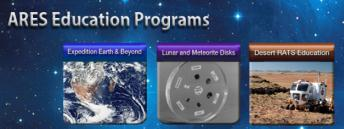 ARES Education Programs
Expedition Earth & Beyond
Lunar and Meteorite Disks
Desert RATS Education